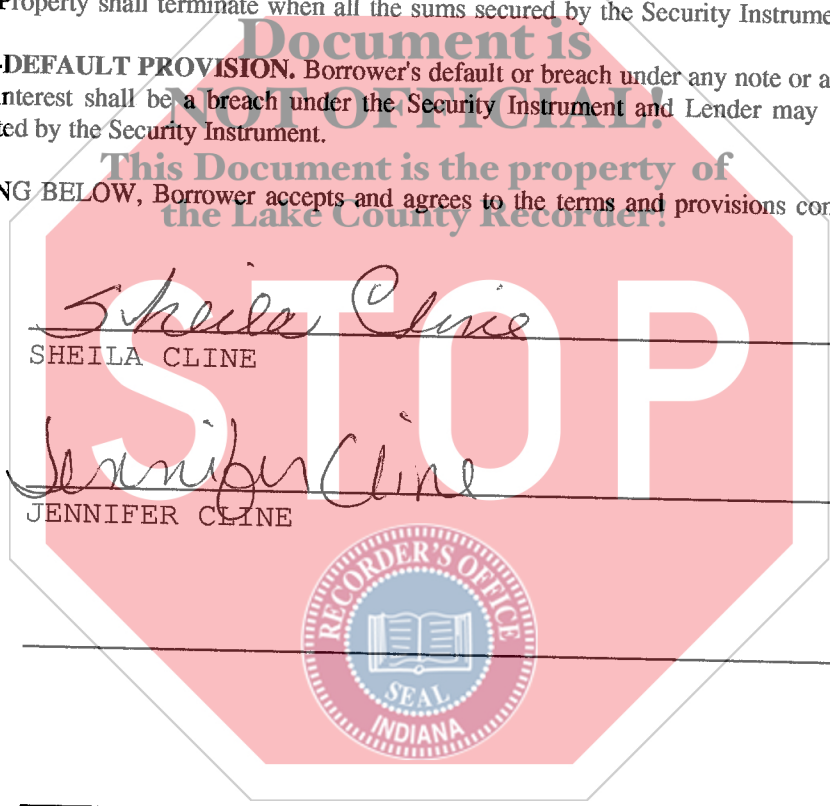 Property shall terminate when all the sums secured by the Security Instrume
Document is
-DEFAULT PROVISION. Borrower's default or breach under any note or a
NOT OFFICIAL!
nterest shall be a breach under the Security Instrument and Lender may
ted by the Security Instrument.
This Document is the property of
NG BELOW, Borrower accepts and agrees to the terms and provisions con
the Lake County Recorder!
STOP
Sheila Cline
SHEILA CLINE
Jennifer Cline
JENNIFER CLINE
RECORDER'S OFFICE
SEAL
INDIANA